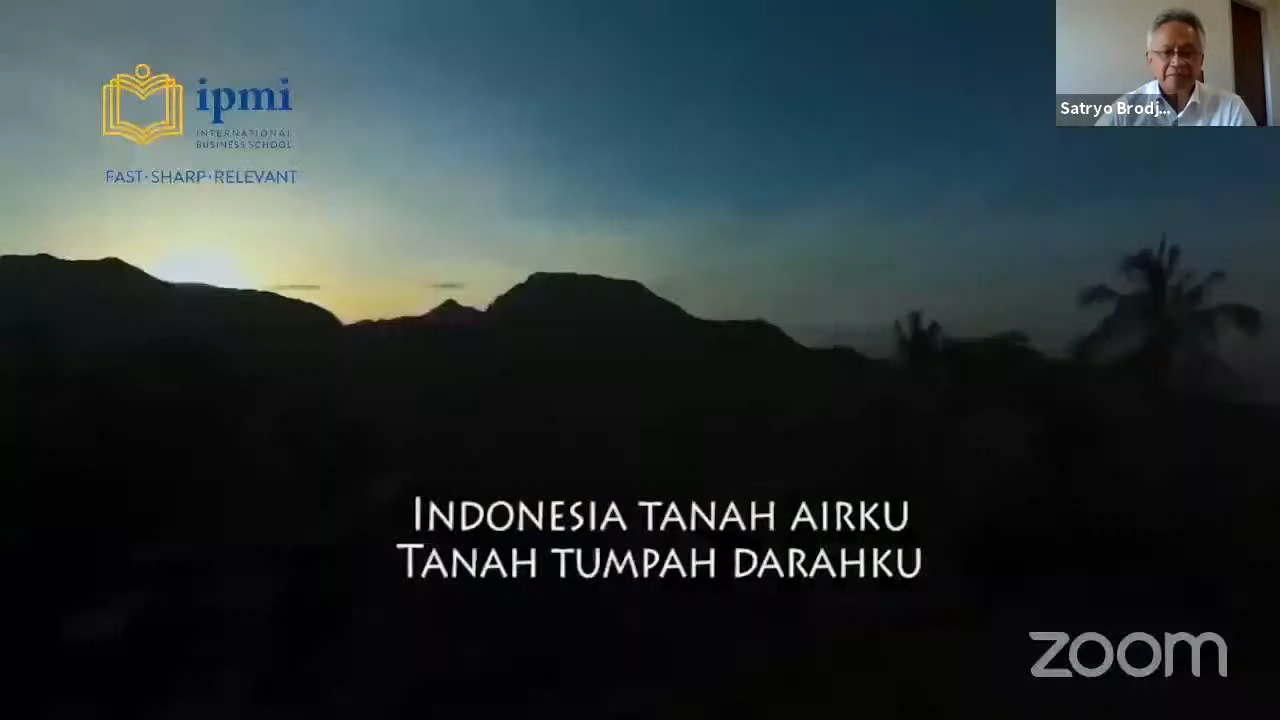 ipmi
INTERNATIONAL
BUSINESS SCHOOL
FAST·SHARP·RELEVANT
Satryo Brodj...
INDONESIA TANAH AIRKU
TANAH TUMPAH DARAHKU
zoom